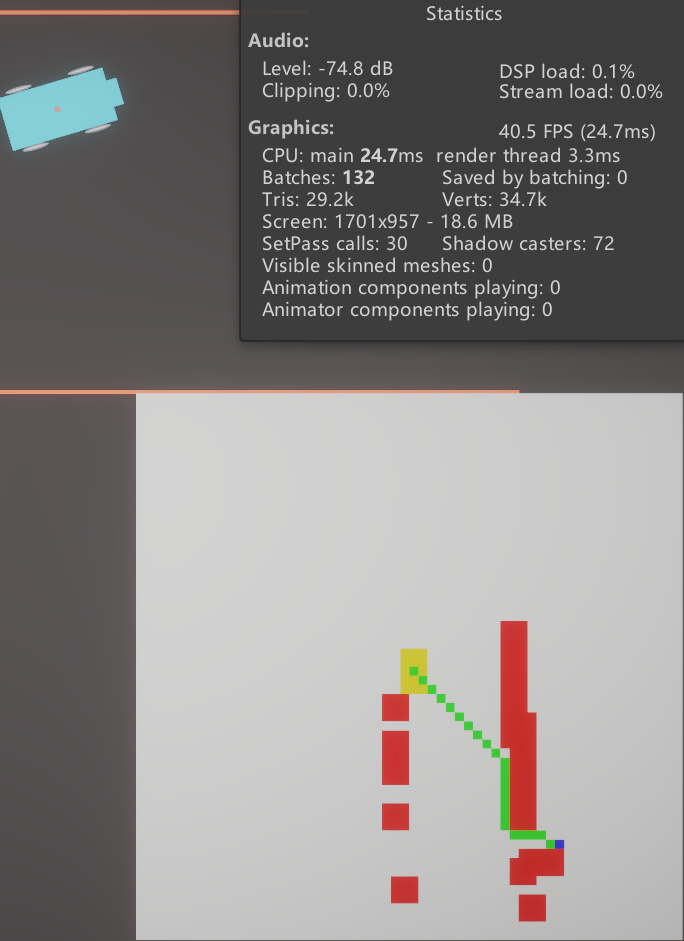 Statistics
Audio:
Level: -74.8 dB DSP load: 0.1%
Clipping: 0.0% Stream load: 0.0%
Graphics: 40.5 FPS (24.7ms)
CPU: main 24.7ms render thread 3.3ms
Batches: 132 Saved by batching: 0
Tris: 29.2k Verts: 34.7k
Screen: 1701x957 - 18.6 MB
SetPass calls: 30 Shadow casters: 72
Visible skinned meshes: 0
Animation components playing: 0
Animator components playing: 0